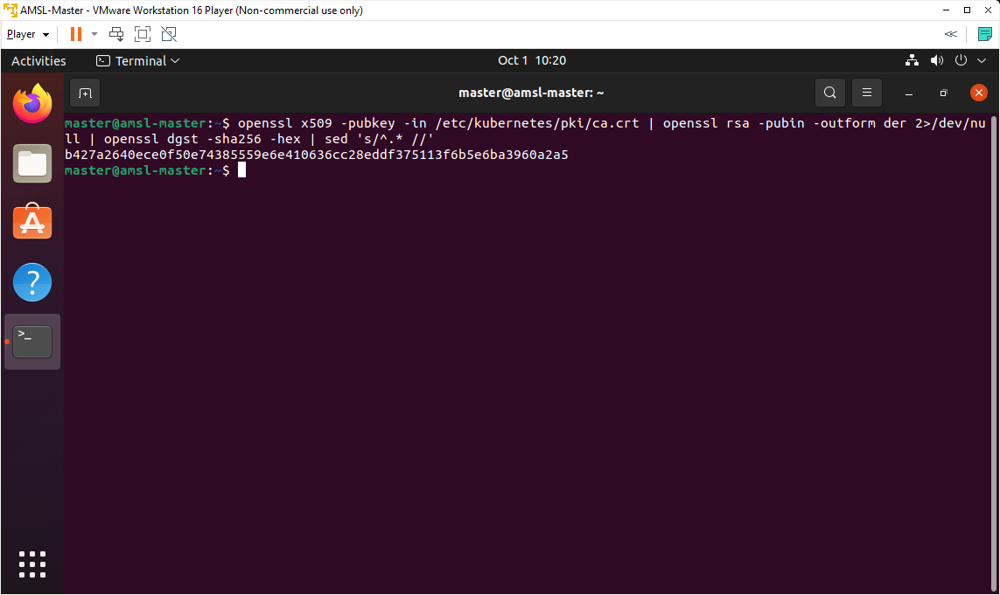 AMSL-Master - VMware Workstation 16 Player (Non-commercial use only)
Player
Activities
Terminal
Oct 1 10:20
master@amsl-master: ~
master@amsl-master:~$ openssl x509 -pubkey -in /etc/kubernetes/pki/ca.crt | openssl rsa -pubin -outform der 2>/dev/nu
ll | openssl dgst -sha256 -hex | sed 's/^.* //'
b427a2640ece0f50e74385559e6e410636cc28eddf375113f6b5e6ba3960a2a5
master@amsl-master:~$